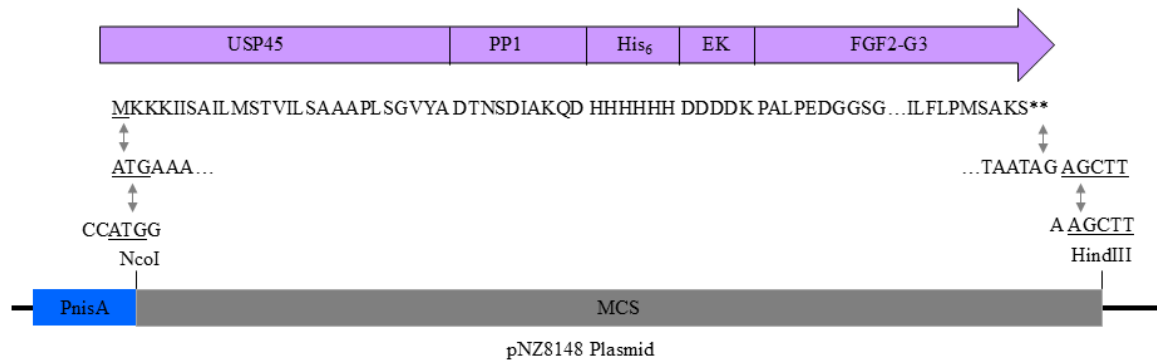 USP45 PP1 His6 EK FGF2-G3
MKKKIISAILMSTVILSAAAPLSGVYA DTNSDIAKQD HHHHHH DDDDK PALPEDGGSG…ILFLPMSAKS**
ATGAAA… …TAATAG AGCTT
CCATGG A AGCTT
NcoI HindIII
PnisA MCS
pNZ8148 Plasmid